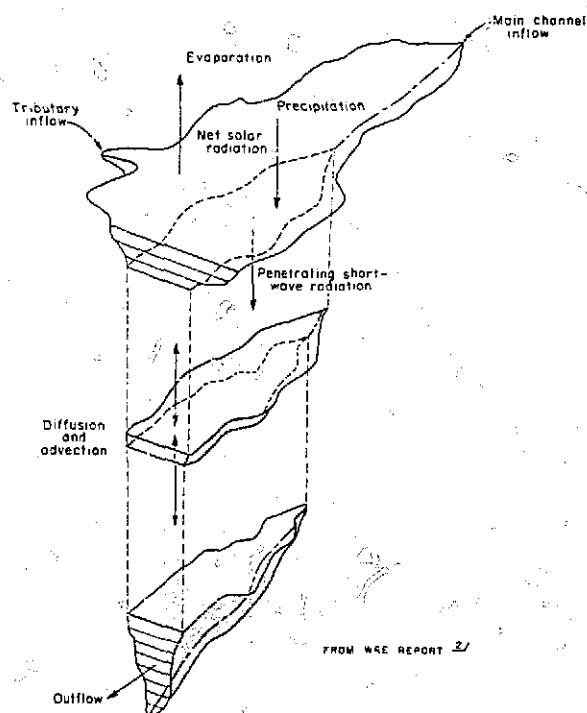 Main channel
inflow
Evaporation
Tributary
inflow
Precipitation
Net solar
radiation
Penetrating short-
wave radiation
Diffusion
and
advection
FROM WRE REPORT 2/
Outflow